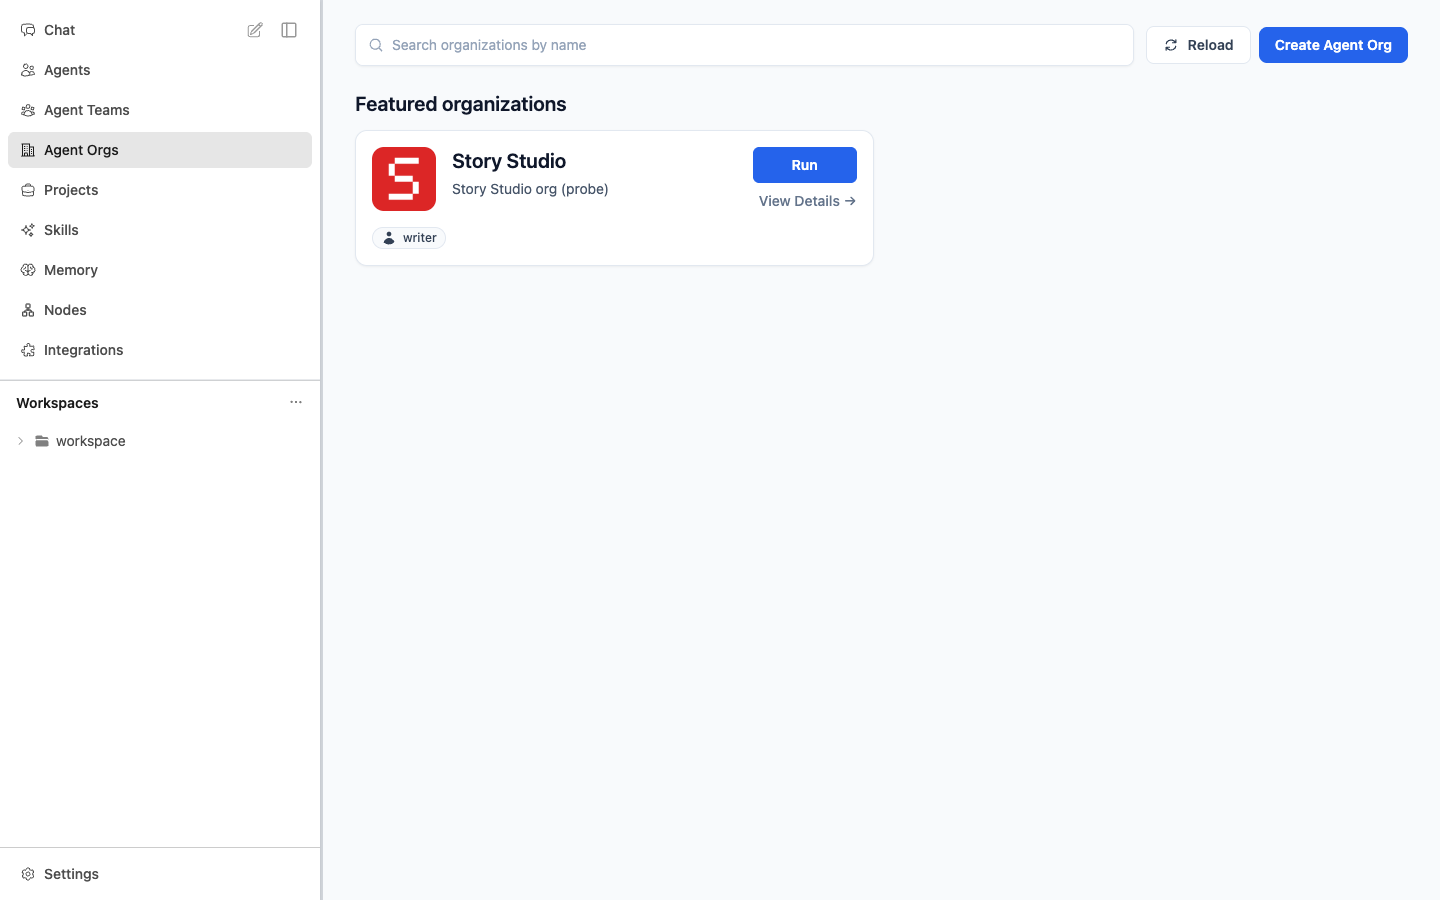 Chat
Agents
Agent Teams
Agent Orgs
Projects
Skills
Memory
Nodes
Integrations
Workspaces
workspace
Settings
Search organizations by name
Reload
Create Agent Org
Featured organizations
S
Story Studio
Story Studio org (probe)
Run
View Details →
writer